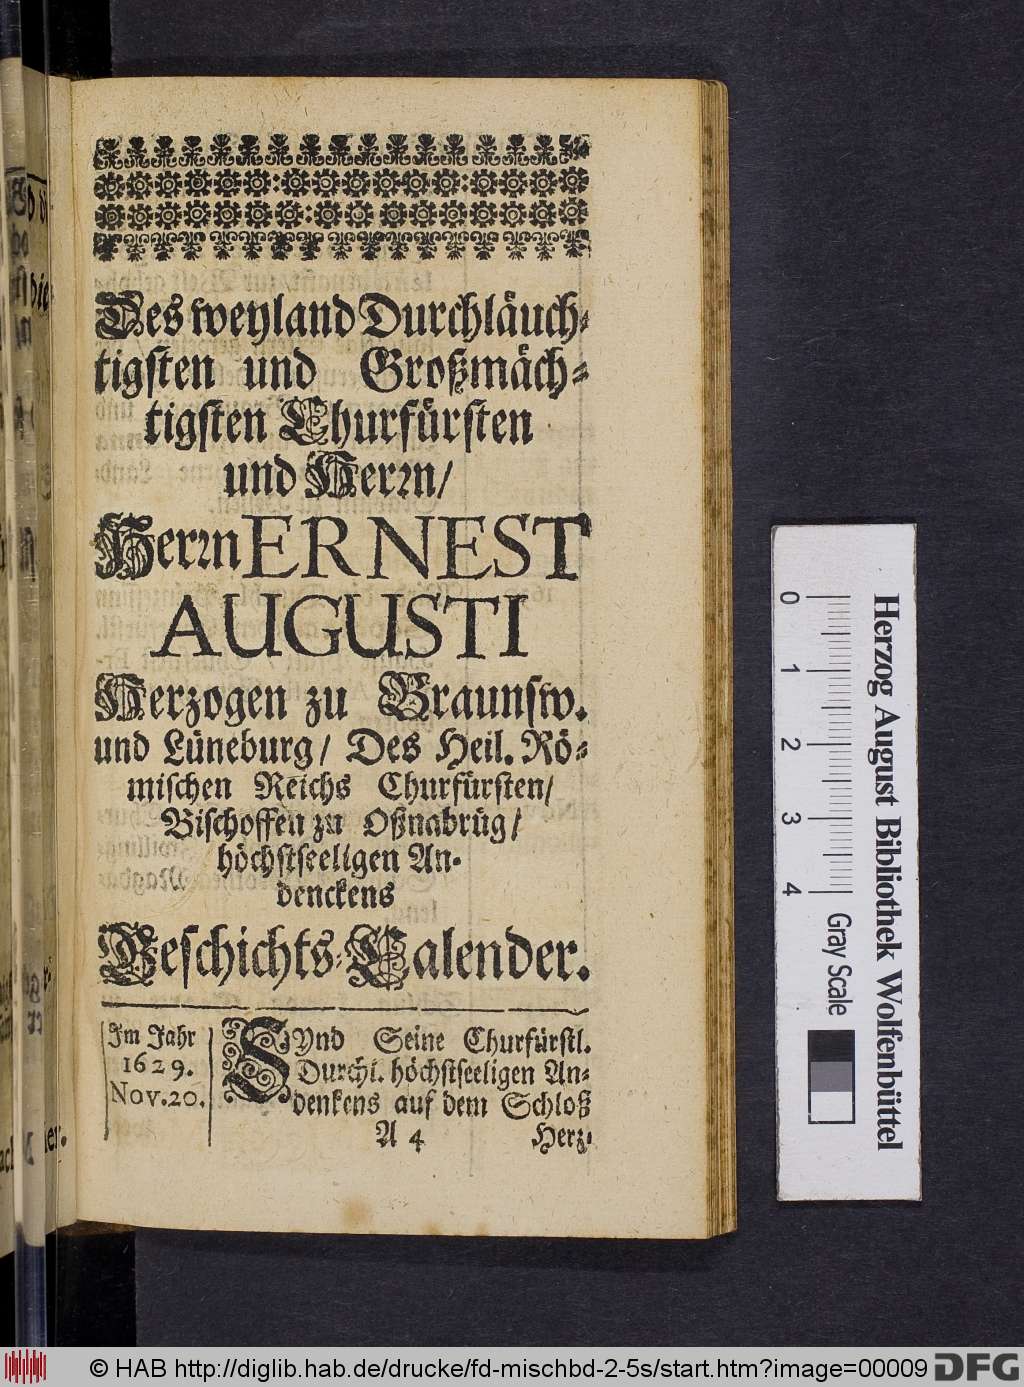 Des weyland Durchläuch-
tigsten und Großmäch-
tigsten Churfürsten
und Herrn/
Herrn ERNEST
AUGUSTI
Herzogen zu Braunsw.
und Lüneburg/ Des Heil. Rö-
mischen Reichs Churfürsten/
Bischoffen zu Oßnabrüg/
höchstseeligen An-
denckens
Geschichts-Calender.
Im Jahr
1629.
Nov. 20.
SYnd Seine Churfürstl.
Durchl. höchstseeligen An-
denkens auf dem Schloß
A 4 Herz-
0 1 2 3 4
Gray Scale
Herzog August Bibliothek Wolfenbüttel
© HAB http://diglib.hab.de/drucke/fd-mischbd-2-5s/start.htm?image=00009
DFG